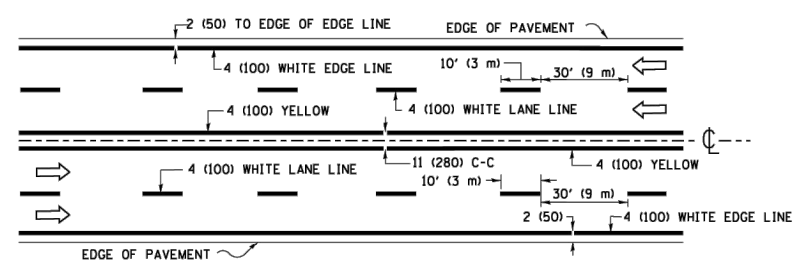 2 (50) TO EDGE OF EDGE LINE
EDGE OF PAVEMENT
4 (100) WHITE EDGE LINE
10' (3 m)
30' (9 m)
4 (100) YELLOW
4 (100) WHITE LANE LINE
℄
4 (100) WHITE LANE LINE
11 (280) C-C
4 (100) YELLOW
10' (3 m)
30' (9 m)
2 (50)
4 (100) WHITE EDGE LINE
EDGE OF PAVEMENT